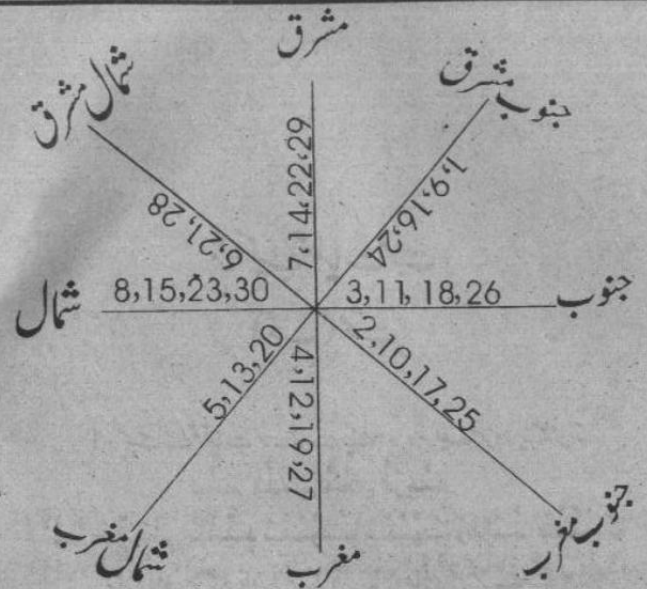 مشرق
شمال مشرق
جنوب مشرق
7،14،22،29
6،21،28
1،9،16،24
شمال
8,15,23,30
3,11,18,26
جنوب
5,13,20
4,12,19,27
2,10,17,25
شمال مغرب
مغرب
جنوب مغرب